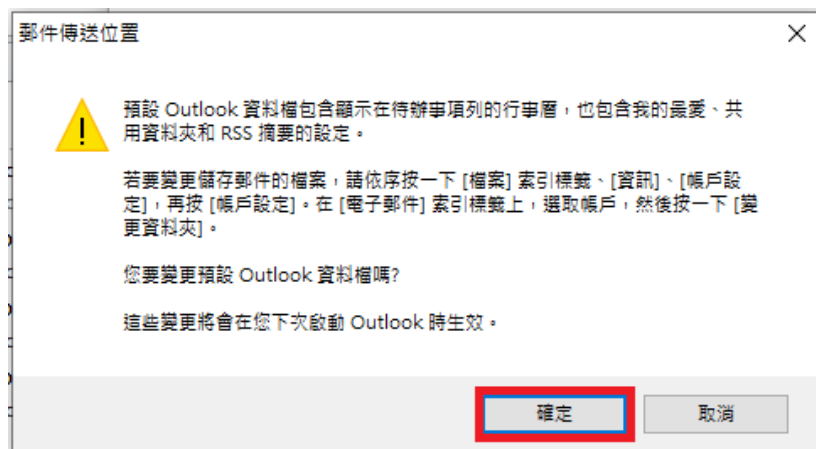 郵件傳送位置
預設 Outlook 資料檔包含顯示在待辦事項列的行事曆，也包含我的最愛、共
用資料夾和 RSS 摘要的設定。
若要變更儲存郵件的檔案，請依序按一下 [檔案] 索引標籤、[資訊]、[帳戶設
定]，再按 [帳戶設定]。在 [電子郵件] 索引標籤上，選取帳戶，然後按一下 [變
更資料夾]。
您要變更預設 Outlook 資料檔嗎?
這些變更將會在您下次啟動 Outlook 時生效。
確定
取消